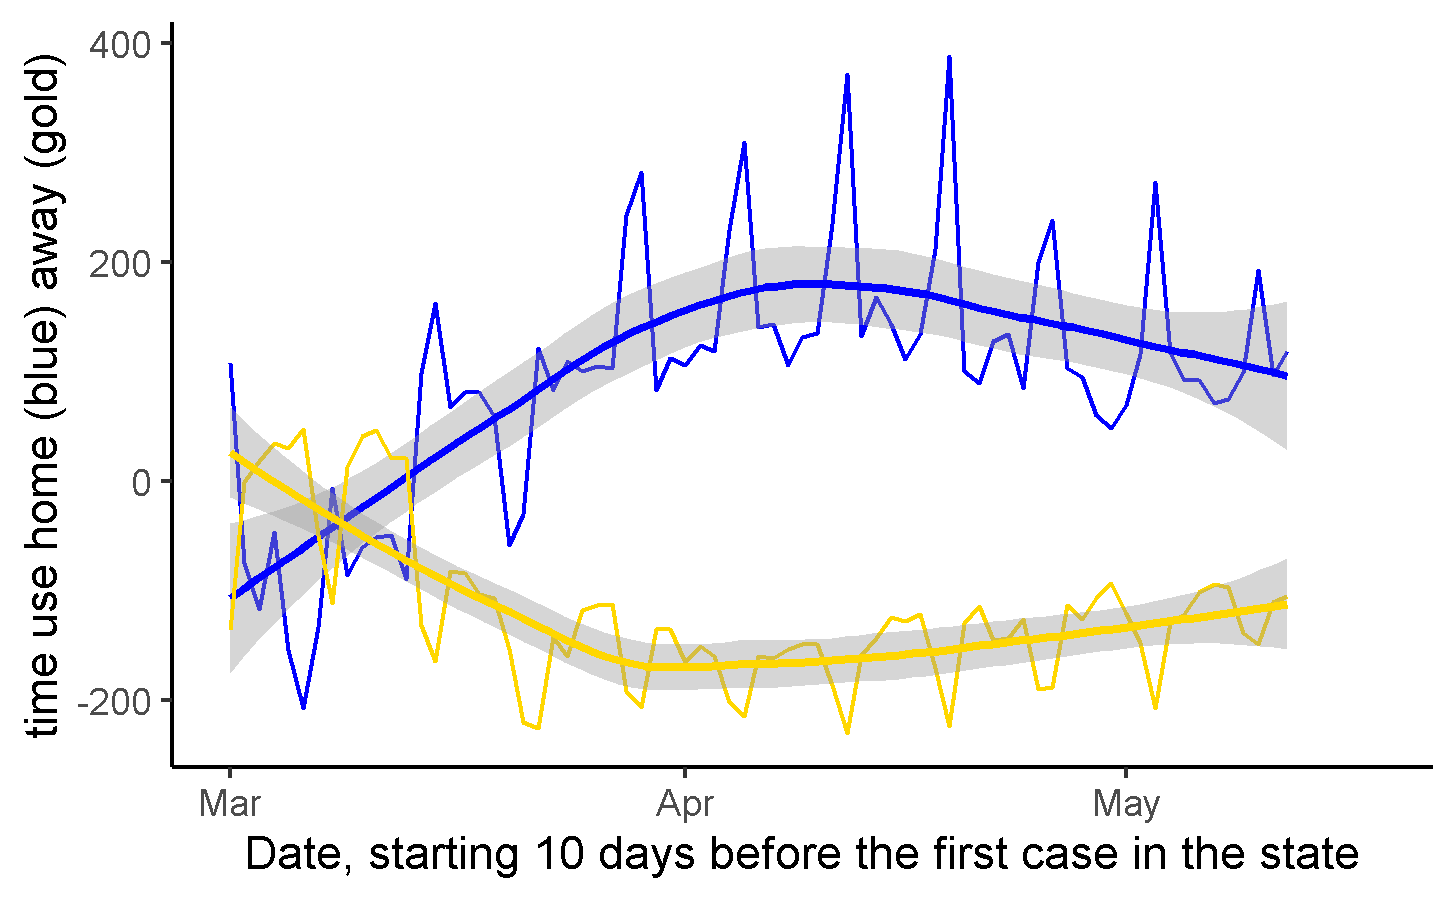 time use home (blue) away (gold)
400
200
0
-200
Mar
Apr
May
Date, starting 10 days before the first case in the state